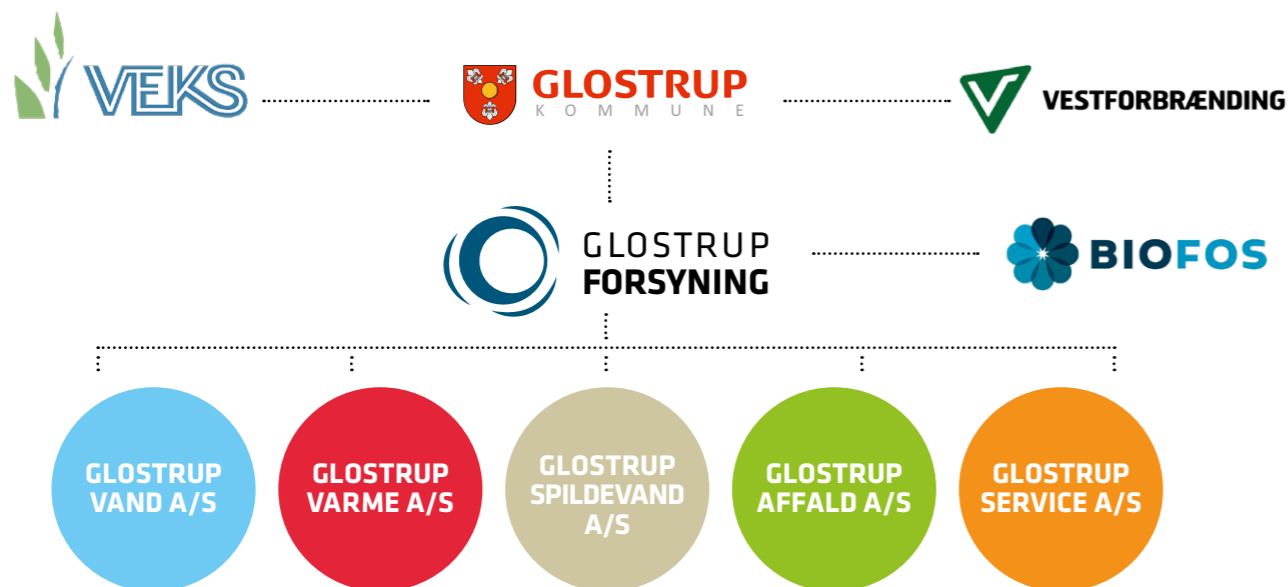 VEKS
GLOSTRUP
KOMMUNE
VESTFORBRÆNDING
GLOSTRUP
FORSYNING
BIOFOS
GLOSTRUP
VAND A/S
GLOSTRUP
VARME A/S
GLOSTRUP
SPILDEVAND
A/S
GLOSTRUP
AFFALD A/S
GLOSTRUP
SERVICE A/S